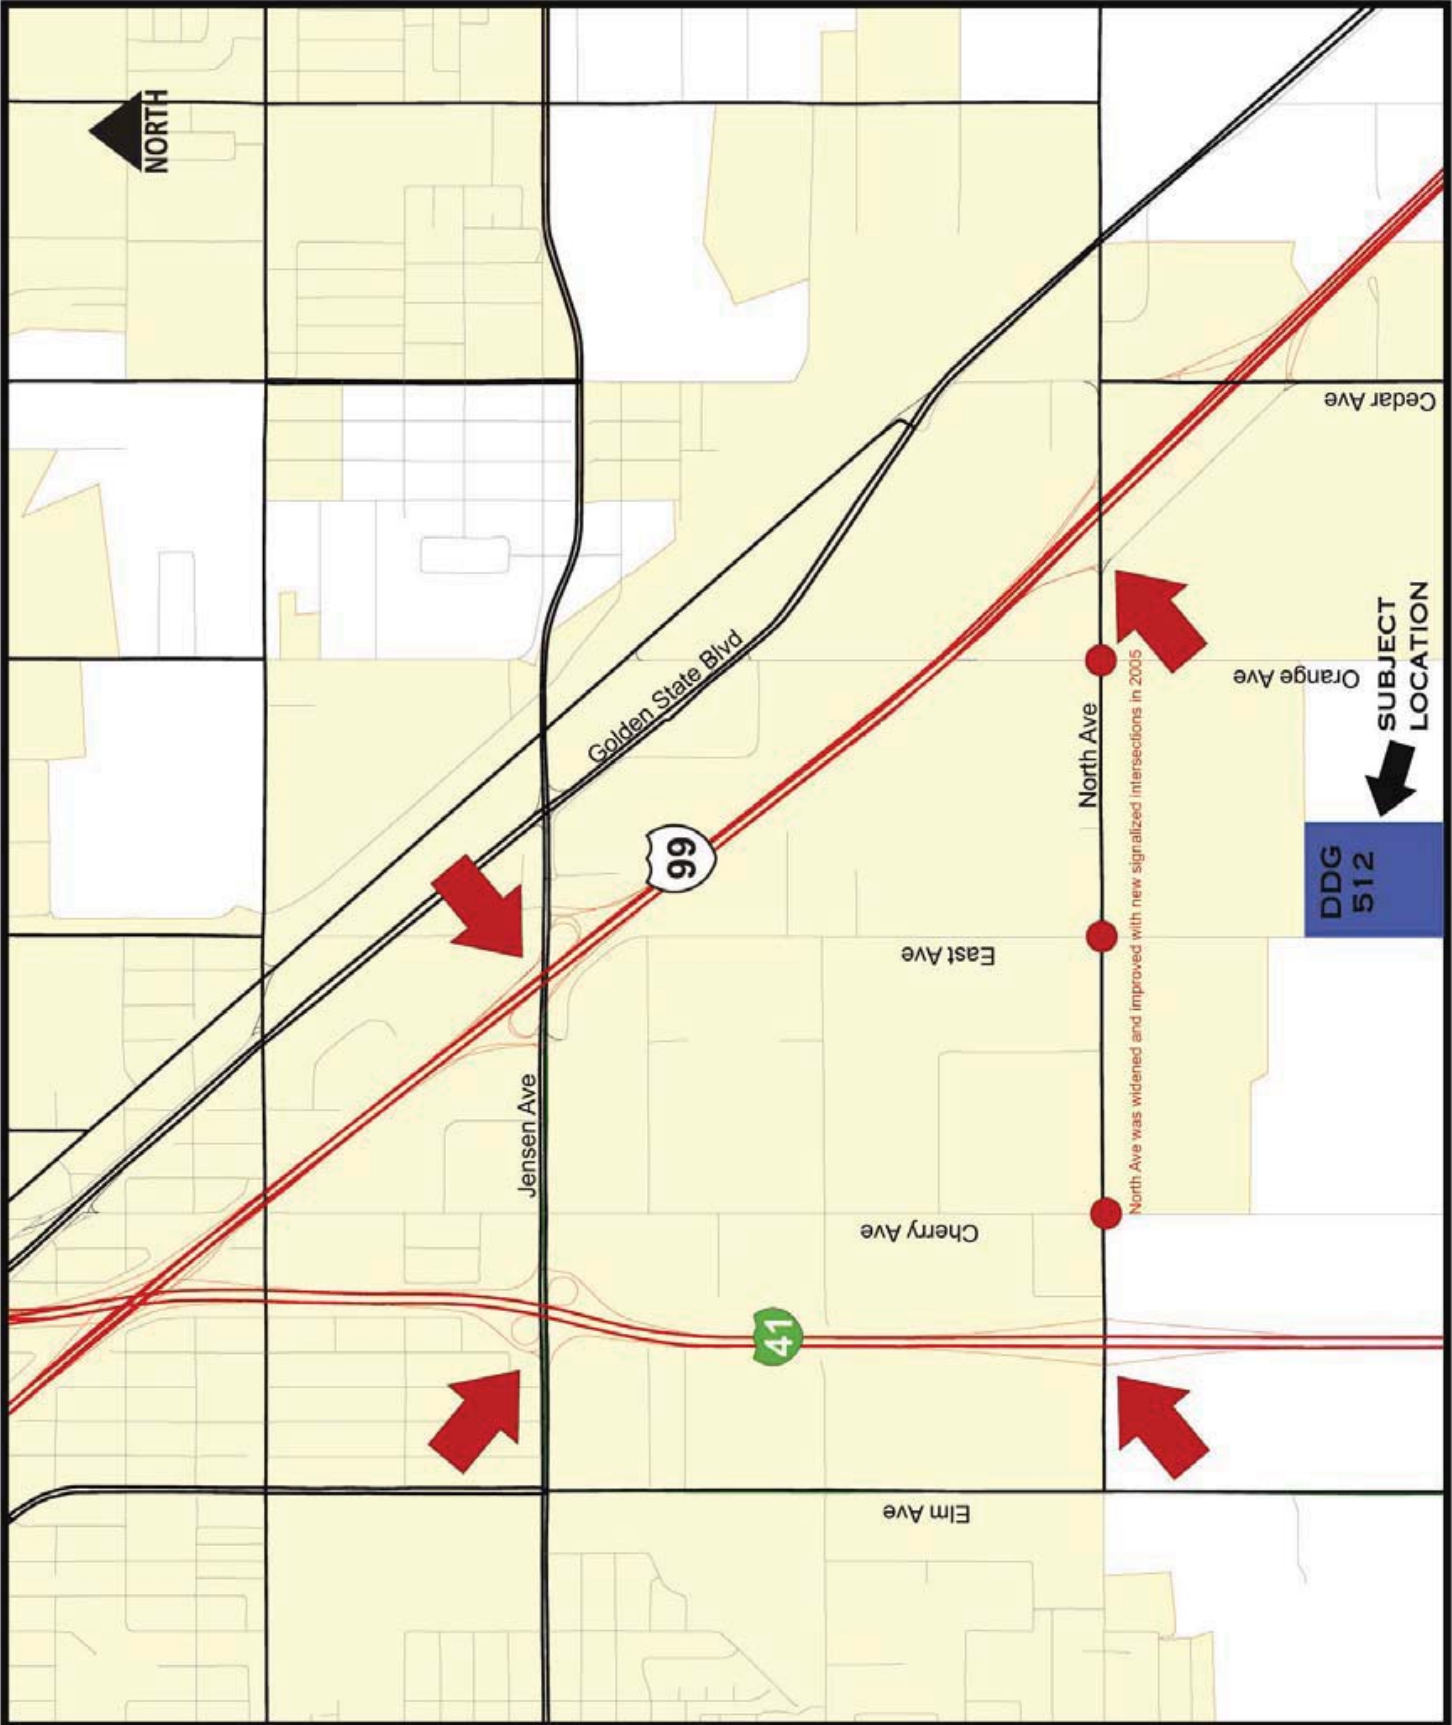 NORTH
Cedar Ave
Golden State Blvd
Orange Ave
SUBJECT
LOCATION
North Ave
North Ave was widened and improved with new signalized intersections in 2005
99
DDG
512
East Ave
Jensen Ave
Cherry Ave
41
Elm Ave